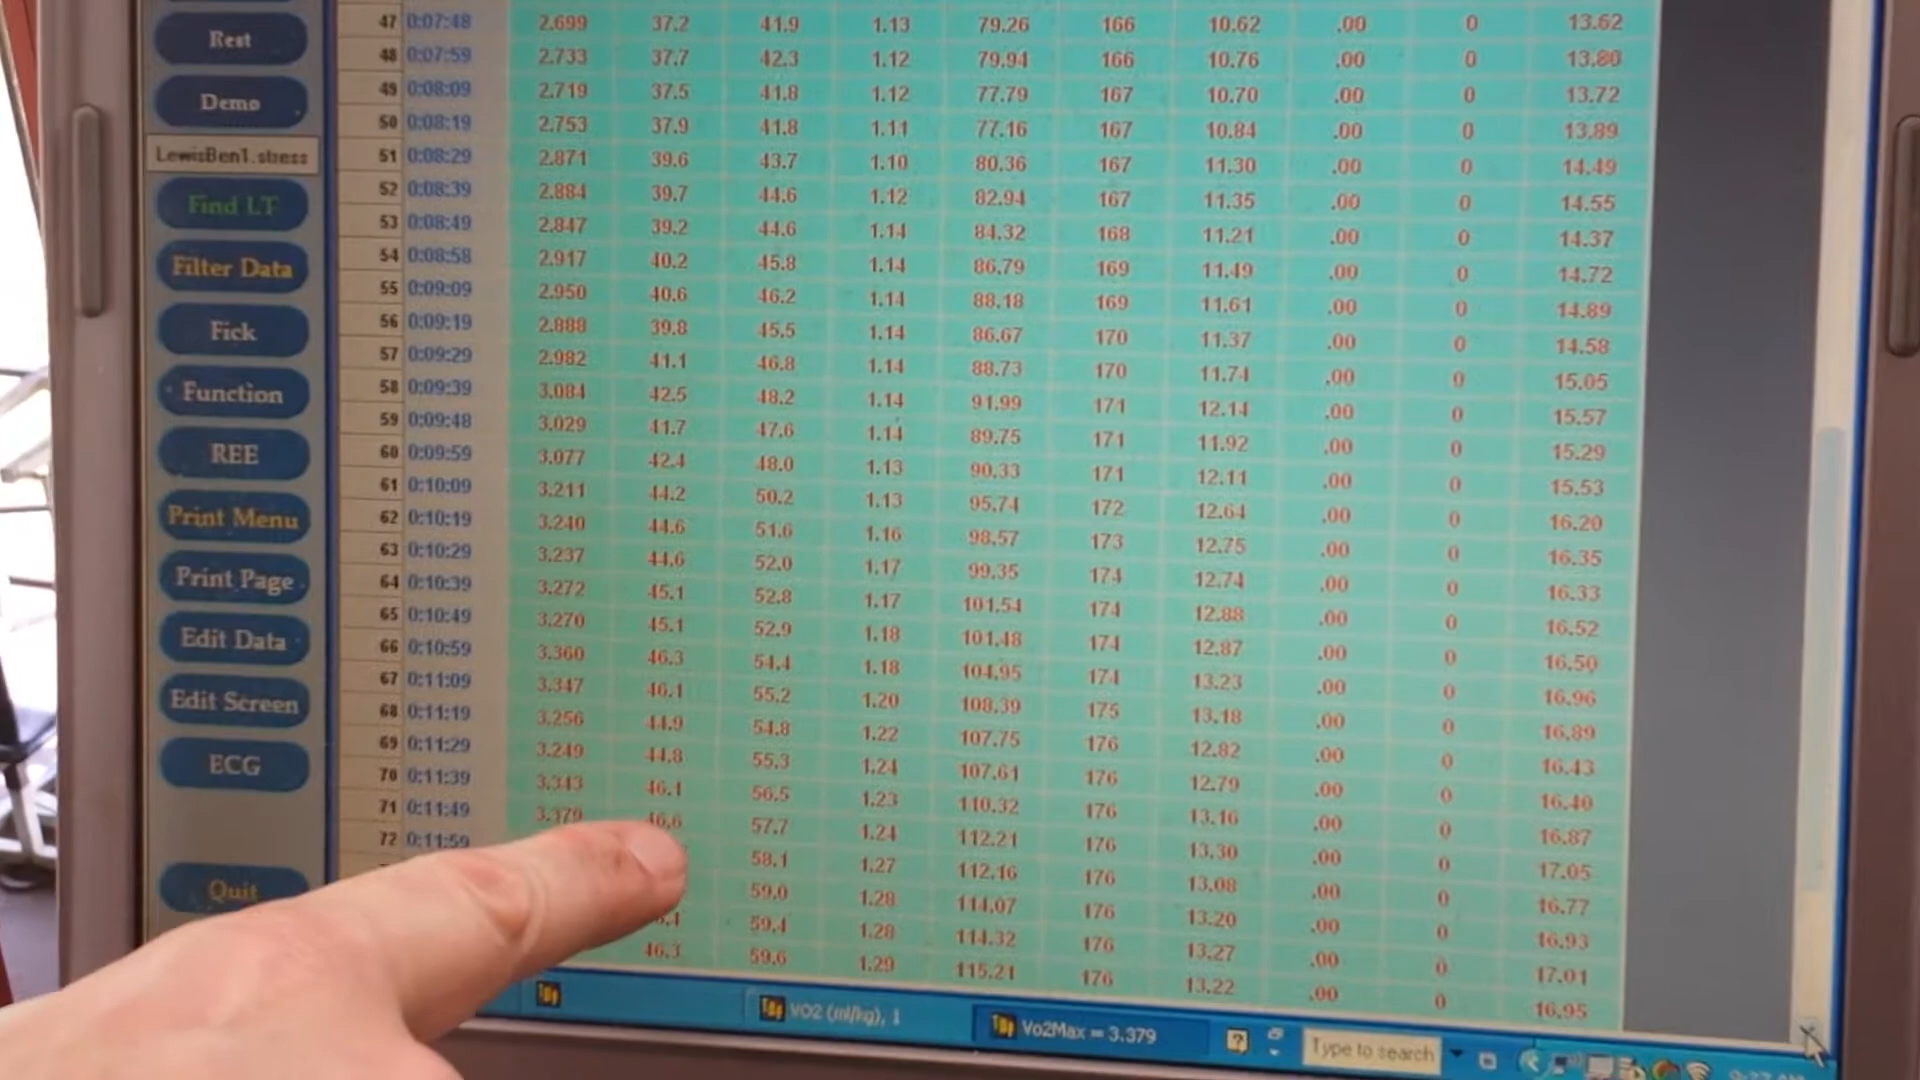 Rest
Demo
LewisBen1.stress
Find LT
Filter Data
Fick
Function
REE
Print Menu
Print Page
Edit Data
Edit Screen
ECG
Quit
47 0:07:48 2.699 37.2 41.9 1.13 79.26 166 10.62 .00 0 13.62
48 0:07:59 2.733 37.7 42.3 1.12 79.94 166 10.76 .00 0 13.80
49 0:08:09 2.719 37.5 41.8 1.12 77.79 167 10.70 .00 0 13.72
50 0:08:19 2.753 37.9 41.8 1.11 77.16 167 10.84 .00 0 13.89
51 0:08:29 2.871 39.6 43.7 1.10 80.36 167 11.30 .00 0 14.49
52 0:08:39 2.884 39.7 44.6 1.12 82.94 167 11.35 .00 0 14.55
53 0:08:49 2.847 39.2 44.6 1.14 84.32 168 11.21 .00 0 14.37
54 0:08:58 2.917 40.2 45.8 1.14 86.79 169 11.49 .00 0 14.72
55 0:09:09 2.950 40.6 46.2 1.14 88.18 169 11.61 .00 0 14.89
56 0:09:19 2.888 39.8 45.5 1.14 86.67 170 11.37 .00 0 14.58
57 0:09:29 2.982 41.1 46.8 1.14 88.73 170 11.74 .00 0 15.05
58 0:09:39 3.084 42.5 48.2 1.14 91.99 171 12.14 .00 0 15.57
59 0:09:48 3.029 41.7 47.6 1.14 89.75 171 11.92 .00 0 15.29
60 0:09:59 3.077 42.4 48.0 1.13 90.33 171 12.11 .00 0 15.53
61 0:10:09 3.211 44.2 50.2 1.13 95.74 172 12.64 .00 0 16.20
62 0:10:19 3.240 44.6 51.6 1.16 98.57 173 12.75 .00 0 16.35
63 0:10:29 3.237 44.6 52.0 1.17 99.35 174 12.74 .00 0 16.33
64 0:10:39 3.272 45.1 52.8 1.17 101.54 174 12.88 .00 0 16.52
65 0:10:49 3.270 45.1 52.9 1.18 101.48 174 12.87 .00 0 16.50
66 0:10:59 3.360 46.3 54.4 1.18 104.95 174 13.23 .00 0 16.96
67 0:11:09 3.347 46.1 55.2 1.20 108.39 175 13.18 .00 0 16.89
68 0:11:19 3.256 44.9 54.8 1.22 107.75 176 12.82 .00 0 16.43
69 0:11:29 3.249 44.8 55.3 1.24 107.61 176 12.79 .00 0 16.40
70 0:11:39 3.343 46.1 56.5 1.23 110.32 176 13.16 .00 0 16.87
71 0:11:49 3.379 46.6 57.7 1.24 112.21 176 13.30 .00 0 17.05
72 0:11:59 58.1 1.27 112.16 176 13.08 .00 0 16.77
59.0 1.28 114.07 176 13.20 .00 0 16.93
59.4 1.28 114.32 176 13.27 .00 0 17.01
46.3 59.6 1.29 115.21 176 13.22 .00 0 16.95
VO2 (ml/kg), 1
Vo2Max = 3.379
Type to search